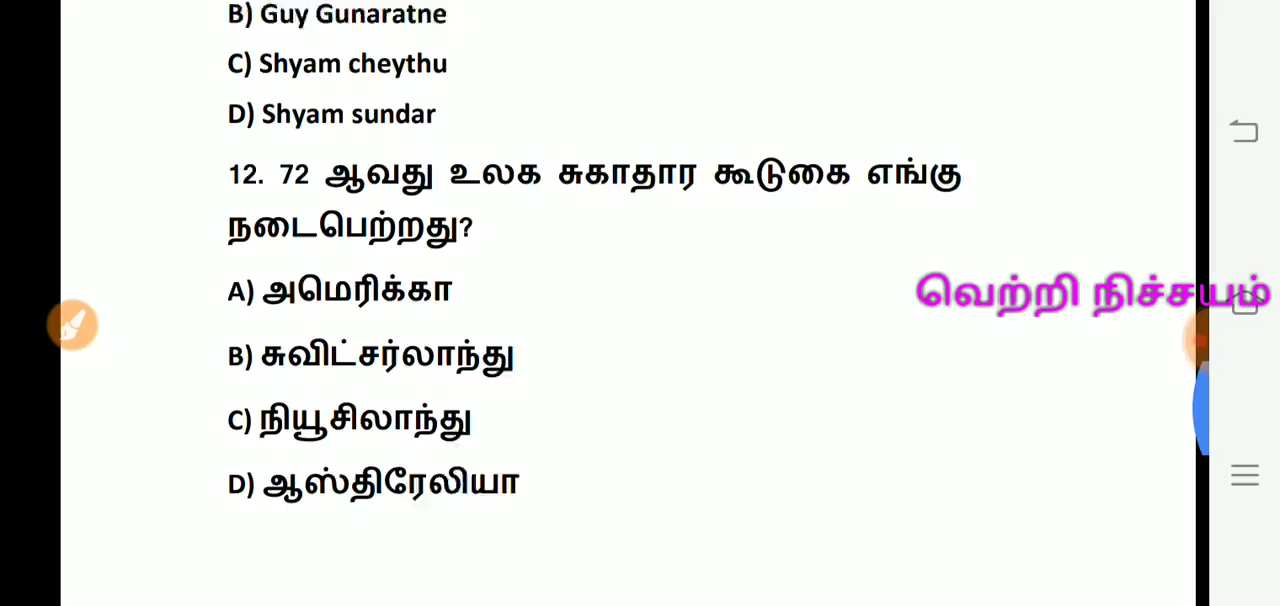 B) Guy Gunaratne
C) Shyam cheythu
D) Shyam sundar
12. 72 ஆவது உலக சுகாதார கூடுகை எங்கு
நடைபெற்றது?
A) அமெரிக்கா
வெற்றி நிச்சயம்
B) சுவிட்சர்லாந்து
C) நியூசிலாந்து
D) ஆஸ்திரேலியா